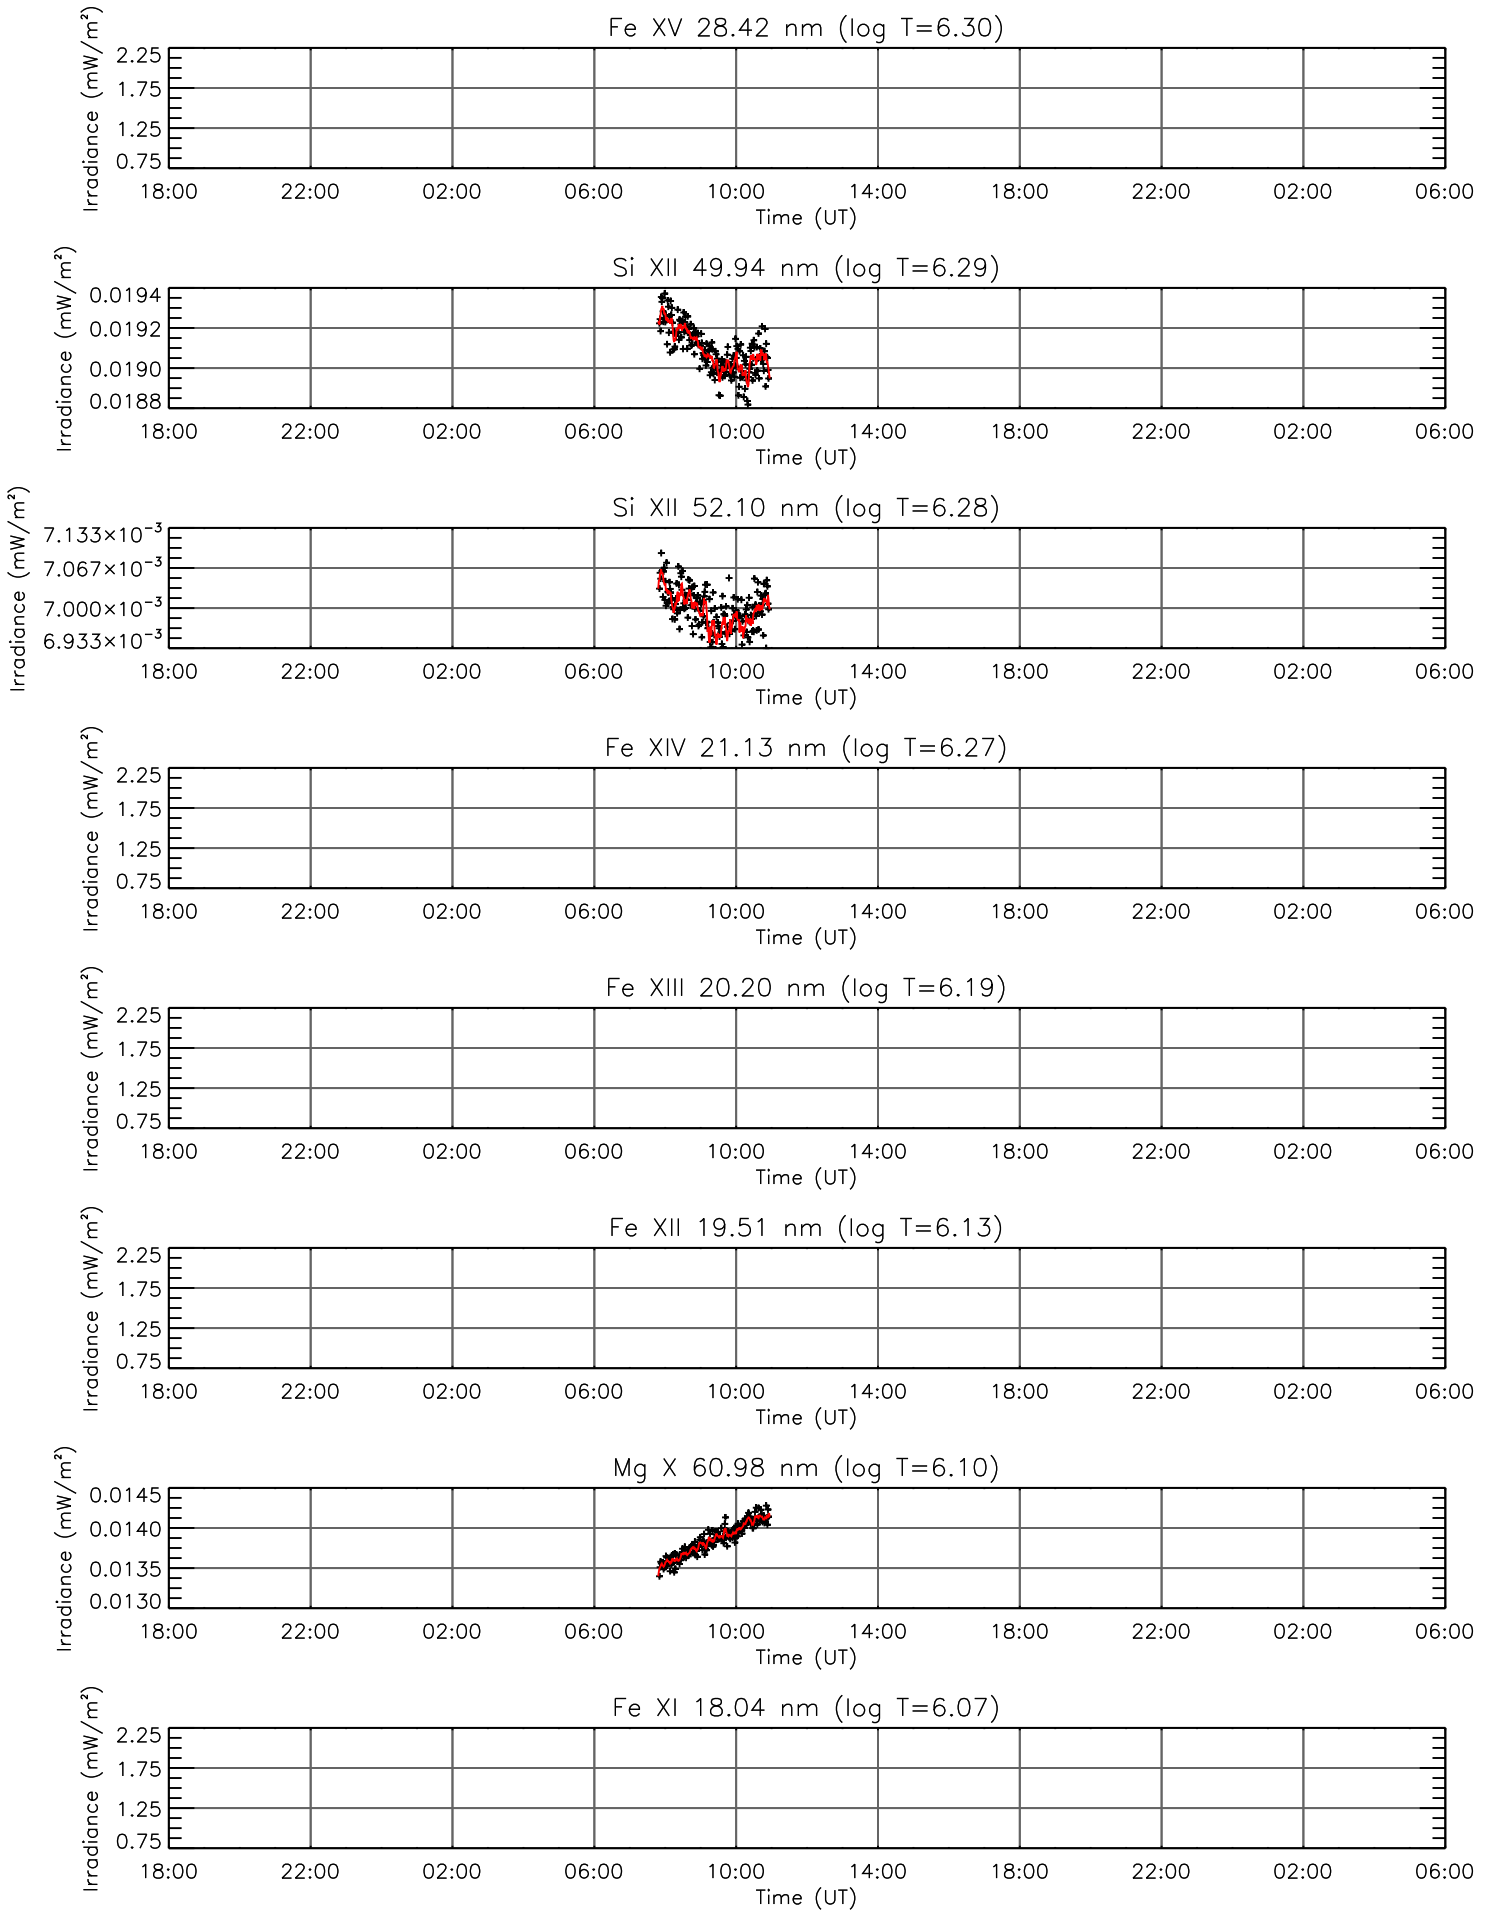 Fe XV 28.42 nm (log T=6.30)
Irradiance (mW/m²)
2.25
1.75
1.25
0.75
18:00 22:00 02:00 06:00 10:00 14:00 18:00 22:00 02:00 06:00
Time (UT)
Si XII 49.94 nm (log T=6.29)
Irradiance (mW/m²)
0.0194
0.0192
0.0190
0.0188
18:00 22:00 02:00 06:00 10:00 14:00 18:00 22:00 02:00 06:00
Time (UT)
Si XII 52.10 nm (log T=6.28)
Irradiance (mW/m²)
7.133×10⁻³
7.067×10⁻³
7.000×10⁻³
6.933×10⁻³
18:00 22:00 02:00 06:00 10:00 14:00 18:00 22:00 02:00 06:00
Time (UT)
Fe XIV 21.13 nm (log T=6.27)
Irradiance (mW/m²)
2.25
1.75
1.25
0.75
18:00 22:00 02:00 06:00 10:00 14:00 18:00 22:00 02:00 06:00
Time (UT)
Fe XIII 20.20 nm (log T=6.19)
Irradiance (mW/m²)
2.25
1.75
1.25
0.75
18:00 22:00 02:00 06:00 10:00 14:00 18:00 22:00 02:00 06:00
Time (UT)
Fe XII 19.51 nm (log T=6.13)
Irradiance (mW/m²)
2.25
1.75
1.25
0.75
18:00 22:00 02:00 06:00 10:00 14:00 18:00 22:00 02:00 06:00
Time (UT)
Mg X 60.98 nm (log T=6.10)
Irradiance (mW/m²)
0.0145
0.0140
0.0135
0.0130
18:00 22:00 02:00 06:00 10:00 14:00 18:00 22:00 02:00 06:00
Time (UT)
Fe XI 18.04 nm (log T=6.07)
Irradiance (mW/m²)
2.25
1.75
1.25
0.75
18:00 22:00 02:00 06:00 10:00 14:00 18:00 22:00 02:00 06:00
Time (UT)